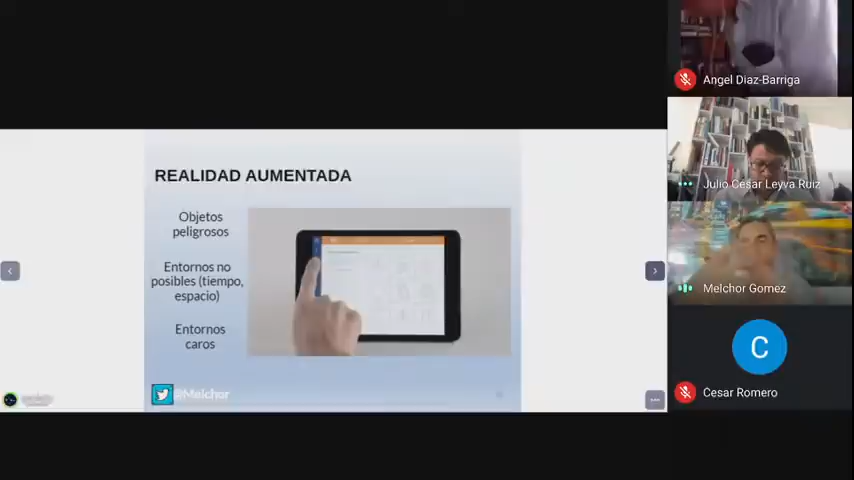 REALIDAD AUMENTADA
Objetos
peligrosos
Entornos no
posibles (tiempo,
espacio)
Entornos
caros
@Melchor
Angel Diaz-Barriga
Julio Cesar Leyva Ruiz
Melchor Gomez
C
Cesar Romero